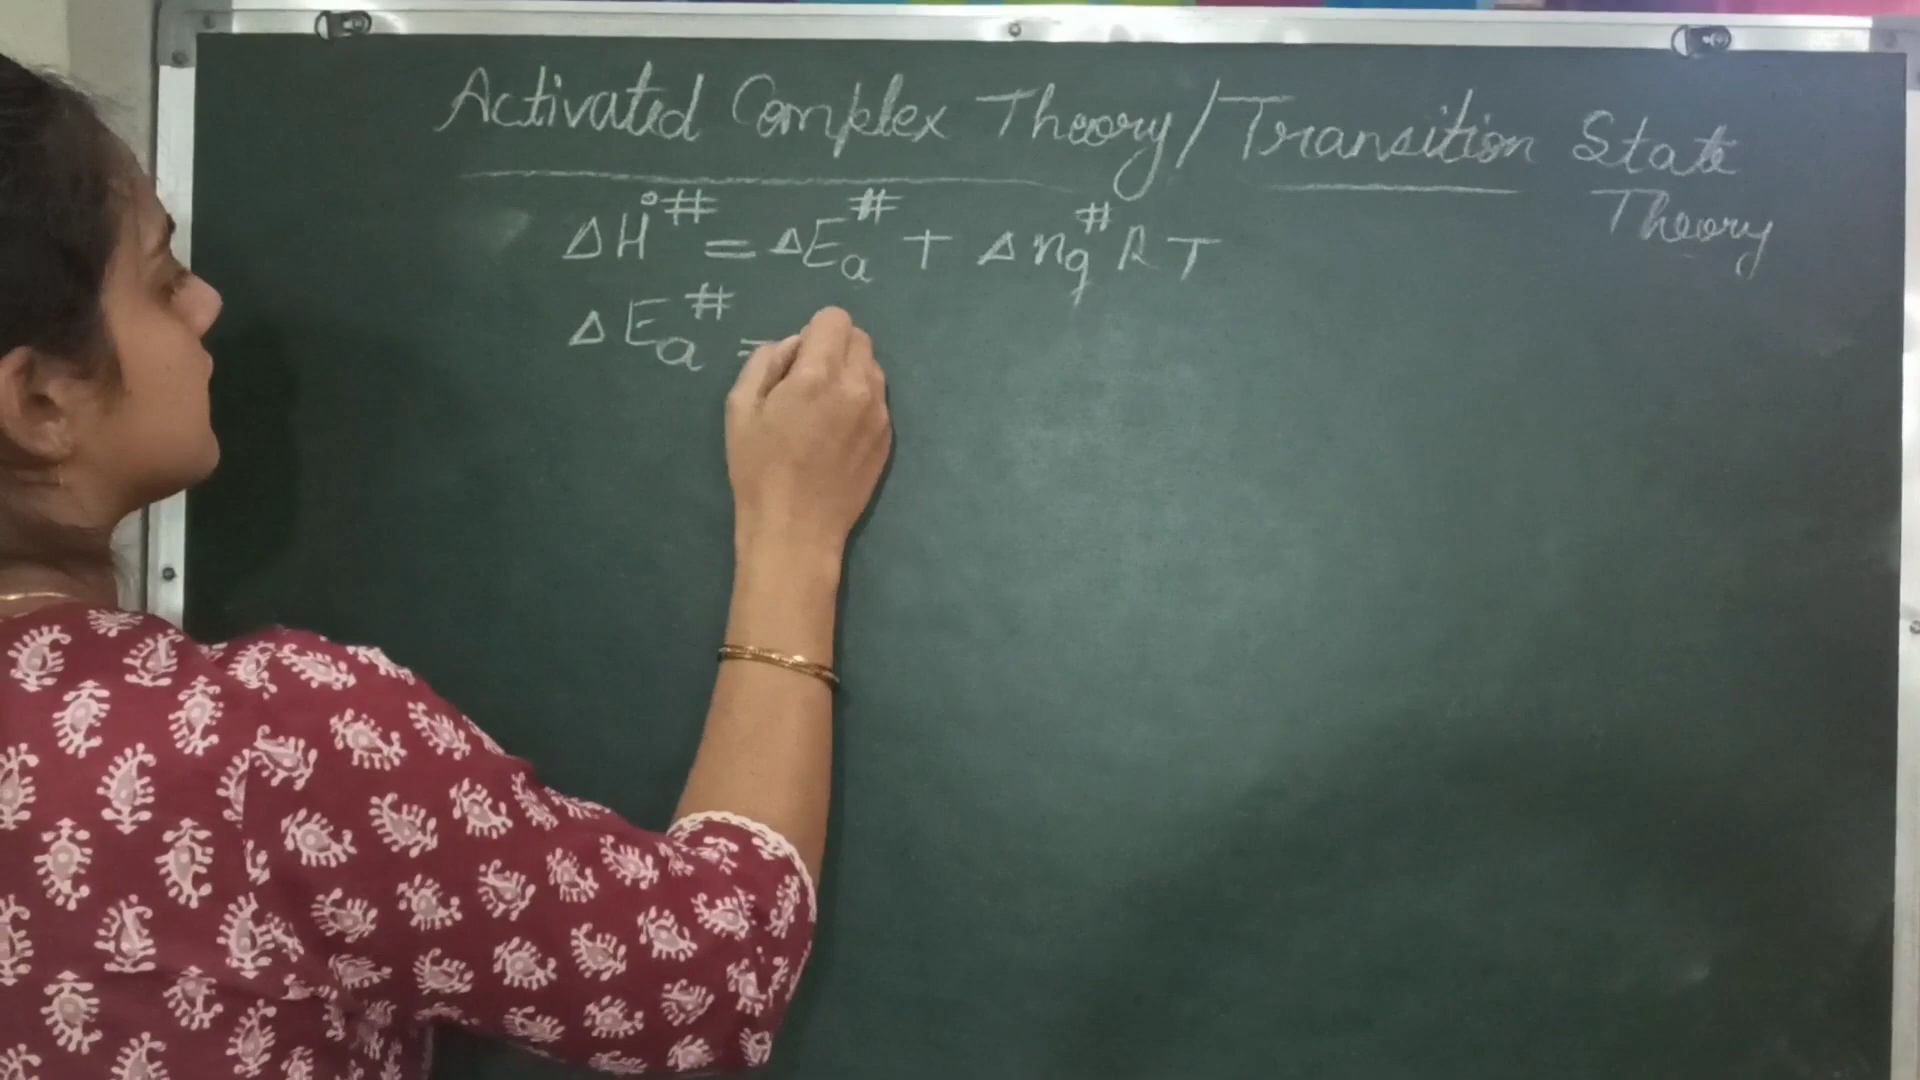 Activated Complex Theory/Transition State
Theory
ΔH°# = ΔEa# + Δng# RT
ΔEa# =